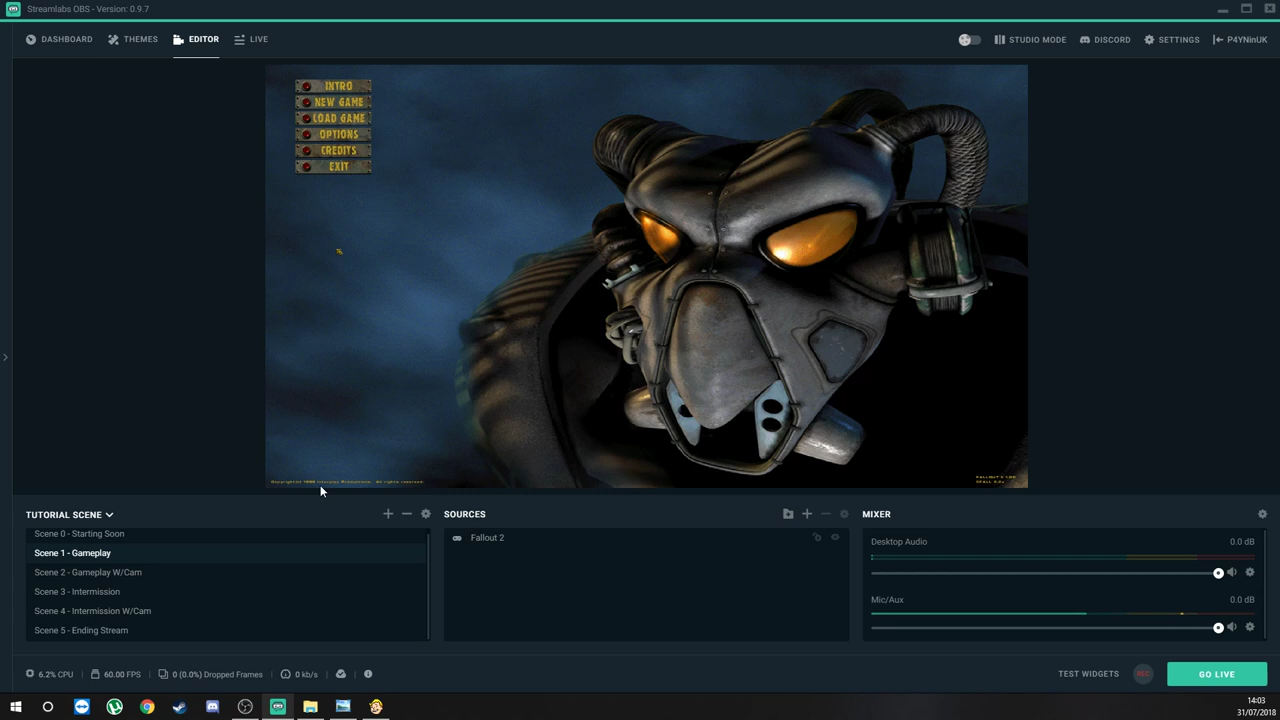 Streamlabs OBS - Version: 0.9.7
DASHBOARD THEMES EDITOR LIVE STUDIO MODE DISCORD SETTINGS P4YNinUK
INTRO
NEW GAME
LOAD GAME
OPTIONS
CREDITS
EXIT
TUTORIAL SCENE
Scene 0 - Starting Soon
Scene 1 - Gameplay
Scene 2 - Gameplay W/Cam
Scene 3 - Intermission
Scene 4 - Intermission W/Cam
Scene 5 - Ending Stream
SOURCES
Fallout 2
MIXER
Desktop Audio 0.0 dB
Mic/Aux 0.0 dB
6.2% CPU 60.00 FPS 0 (0.0%) Dropped Frames 0 kb/s TEST WIDGETS REC GO LIVE
14:03
31/07/2018